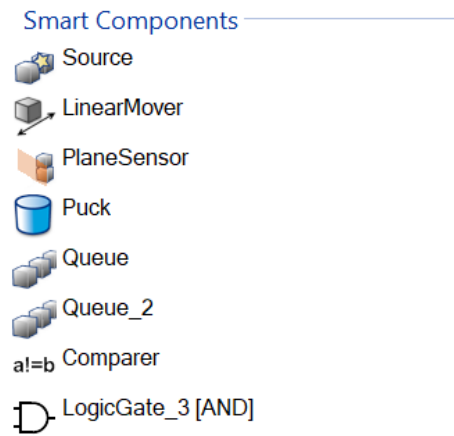 Smart Components
Source
LinearMover
PlaneSensor
Puck
Queue
Queue_2
a!=b Comparer
LogicGate_3 [AND]